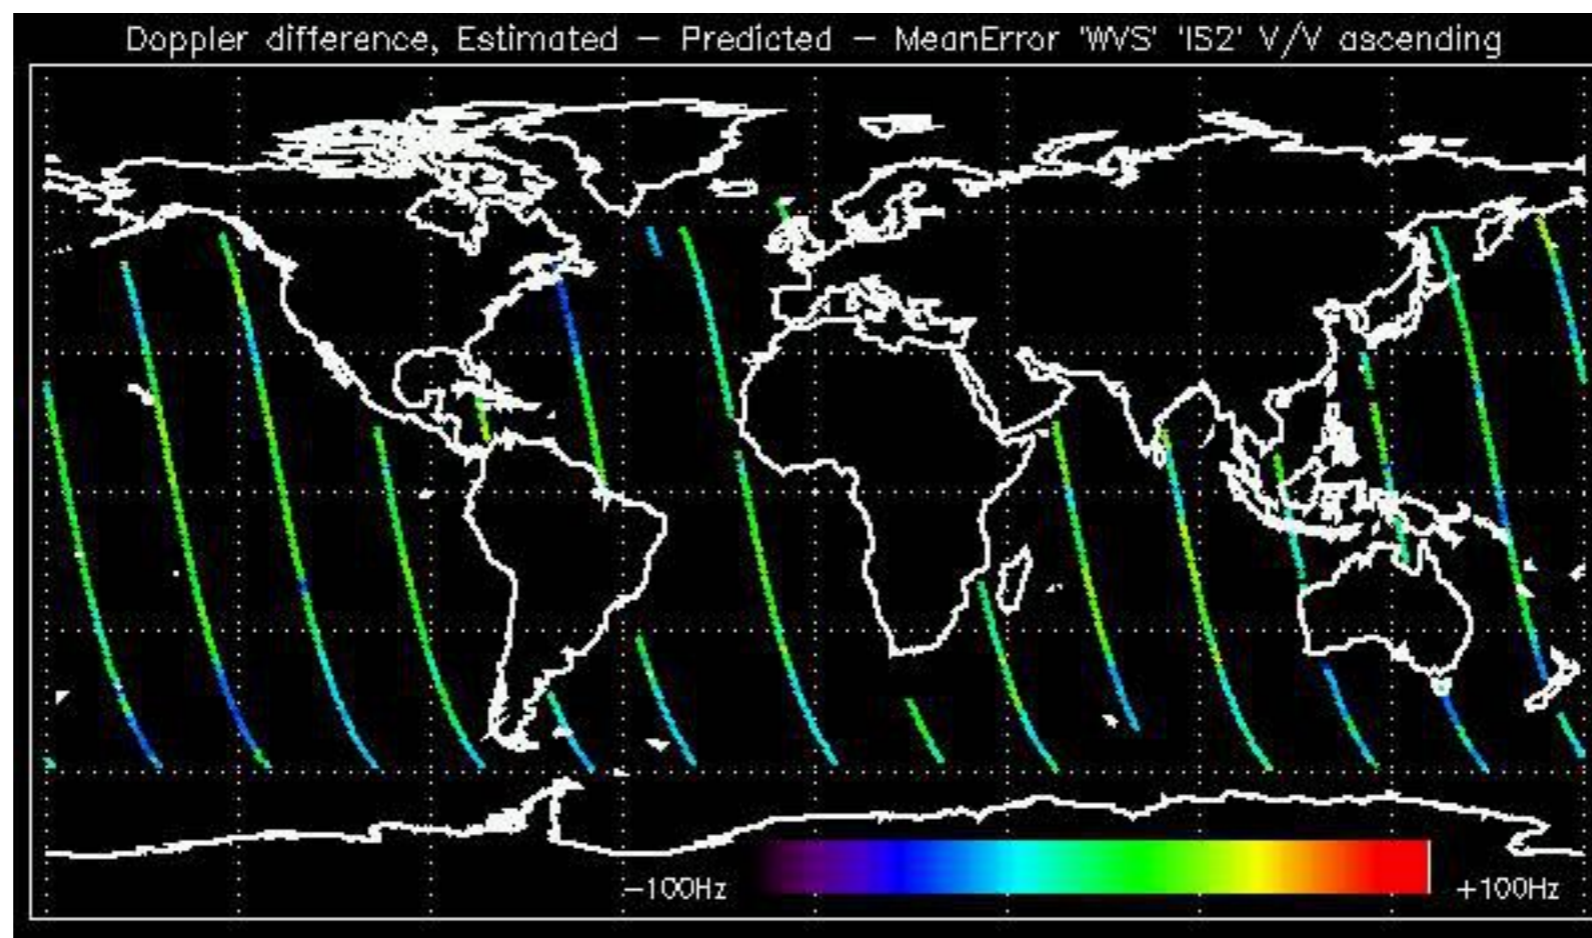 Doppler difference, Estimated - Predicted - MeanError 'WVS' 'IS2' V/V ascending
-100Hz
+100Hz